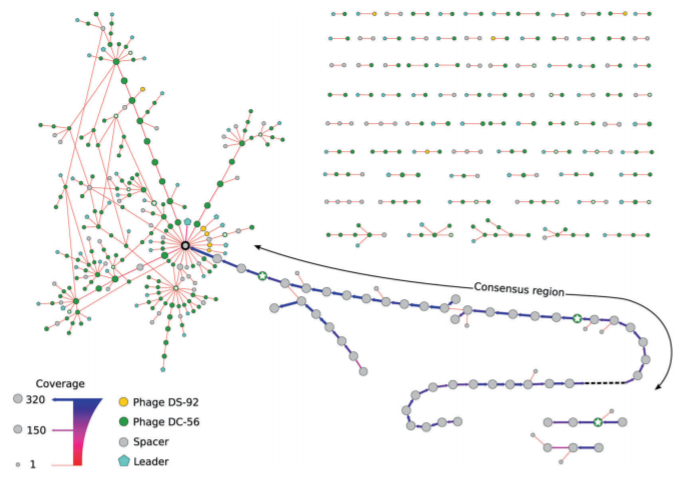 Consensus region
Coverage
320
150
1
Phage DS-92
Phage DC-56
Spacer
Leader